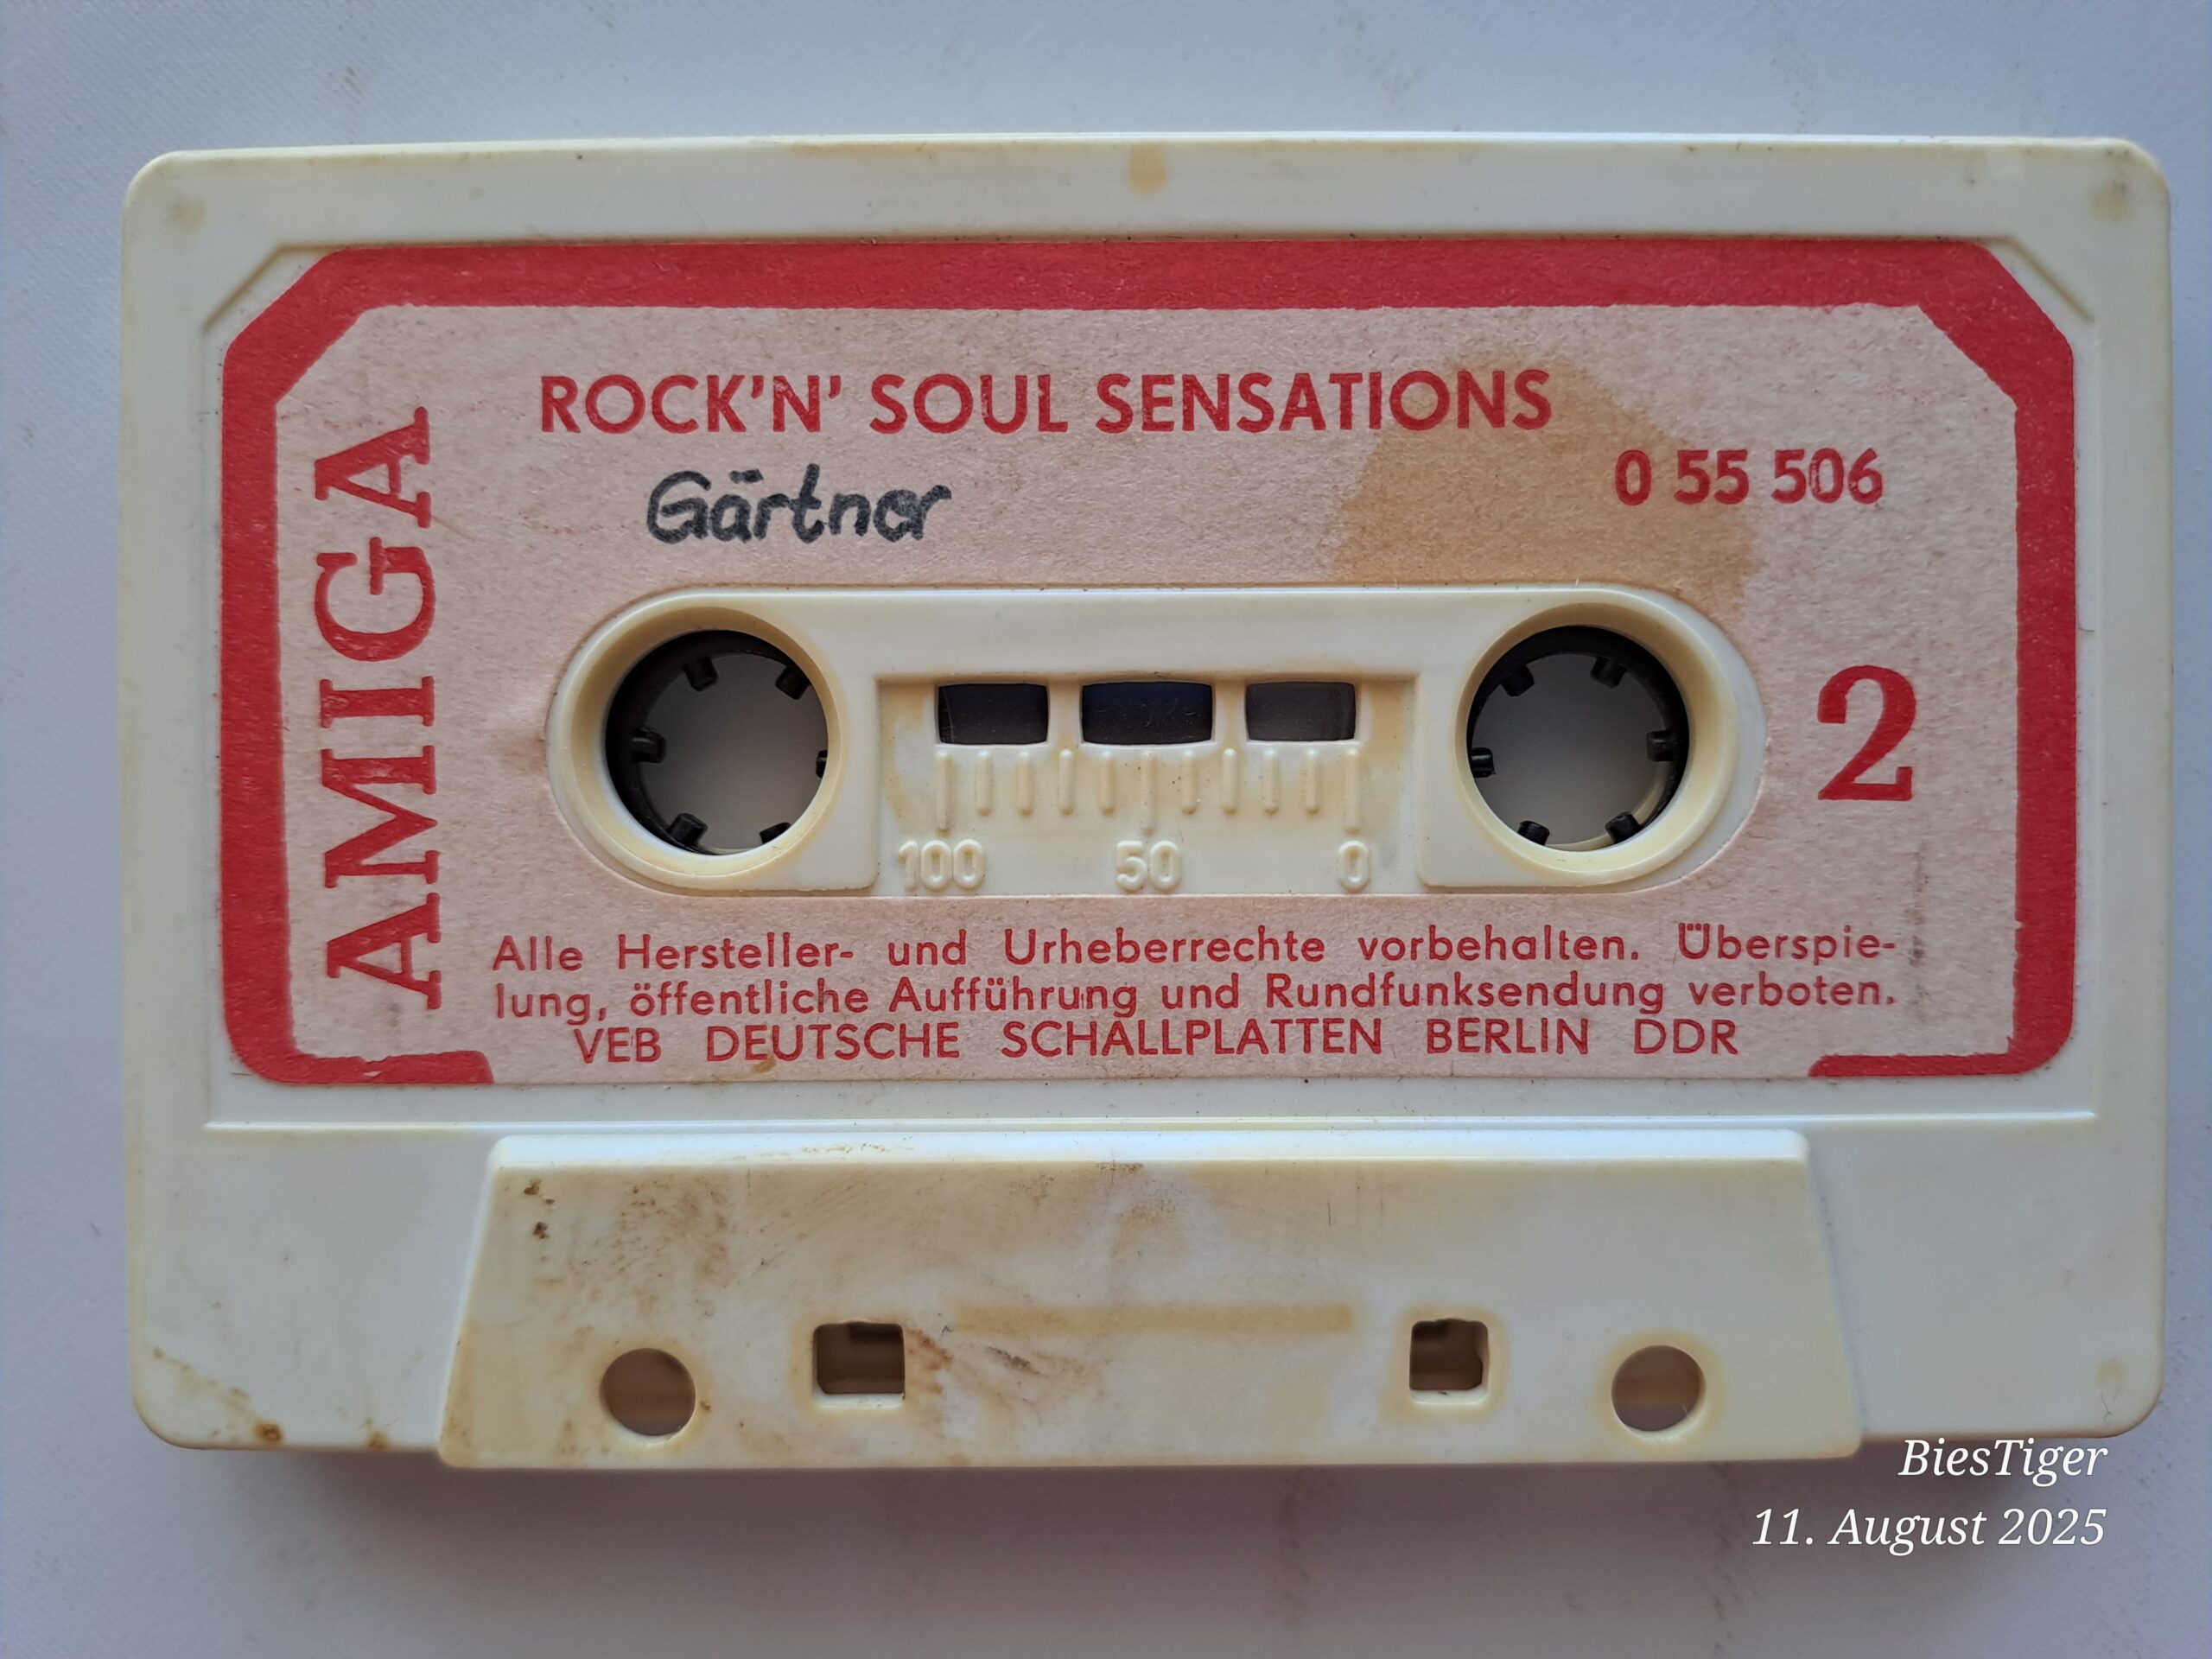 ROCK'N' SOUL SENSATIONS
0 55 506
Gärtner
AMIGA
2
100 50 0
Alle Hersteller- und Urheberrechte vorbehalten. Überspie-
lung, öffentliche Aufführung und Rundfunksendung verboten.
VEB DEUTSCHE SCHALLPLATTEN BERLIN DDR
BiesTiger
11. August 2025